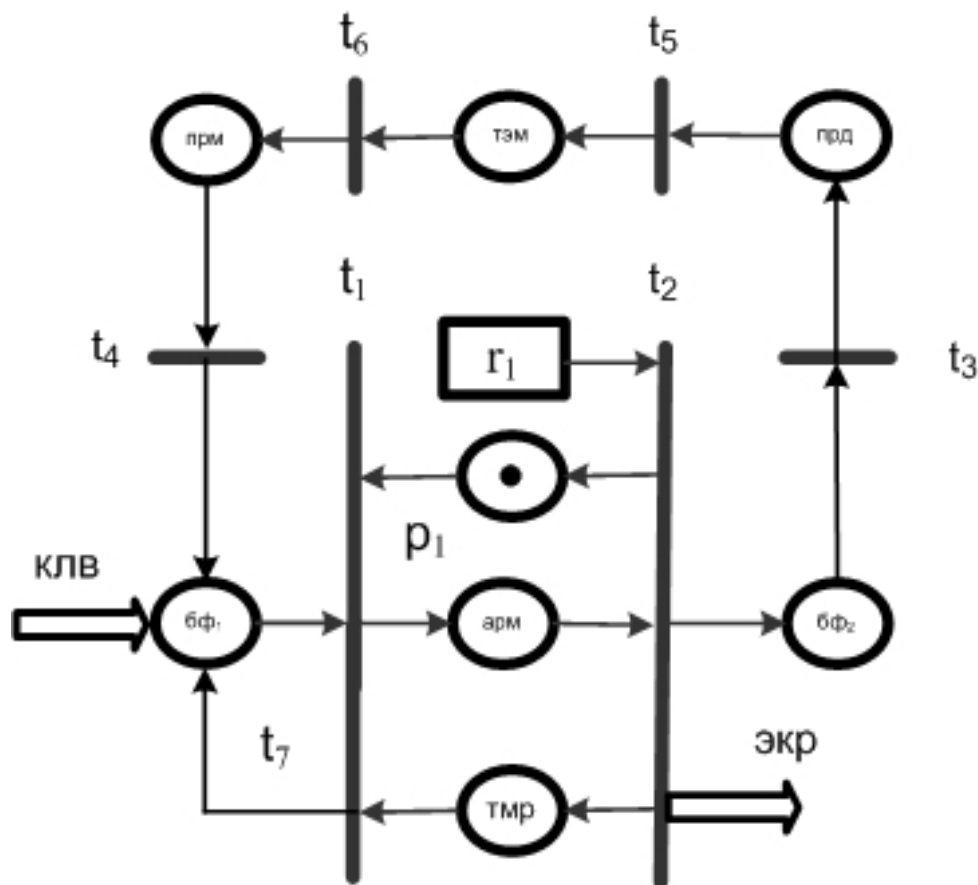 t6 t5
прм тэм прд
t1 t2
t4 r1 t3
p1
клв
бф1 арм бф2
t7 экр
тмр